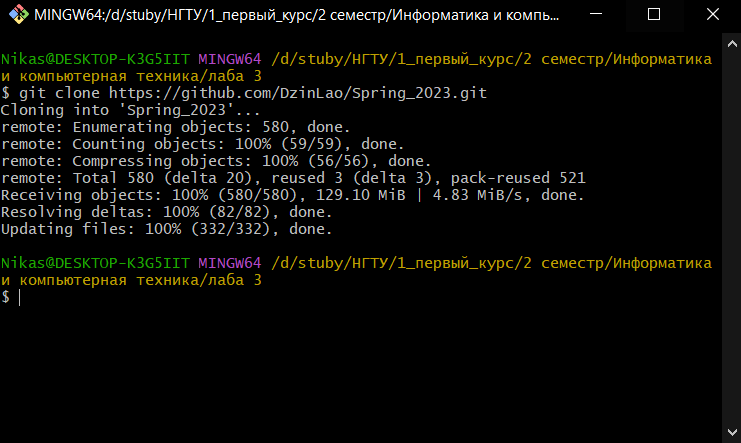 MINGW64:/d/stuby/НГТУ/1_первый_курс/2 семестр/Информатика и компь...
Nikas@DESKTOP-K3G5IIT MINGW64 /d/stuby/НГТУ/1_первый_курс/2 семестр/Информатика
и компьютерная техника/лаба 3
$ git clone https://github.com/DzinLao/Spring_2023.git
Cloning into 'Spring_2023'...
remote: Enumerating objects: 580, done.
remote: Counting objects: 100% (59/59), done.
remote: Compressing objects: 100% (56/56), done.
remote: Total 580 (delta 20), reused 3 (delta 3), pack-reused 521
Receiving objects: 100% (580/580), 129.10 MiB | 4.83 MiB/s, done.
Resolving deltas: 100% (82/82), done.
Updating files: 100% (332/332), done.
Nikas@DESKTOP-K3G5IIT MINGW64 /d/stuby/НГТУ/1_первый_курс/2 семестр/Информатика
и компьютерная техника/лаба 3
$